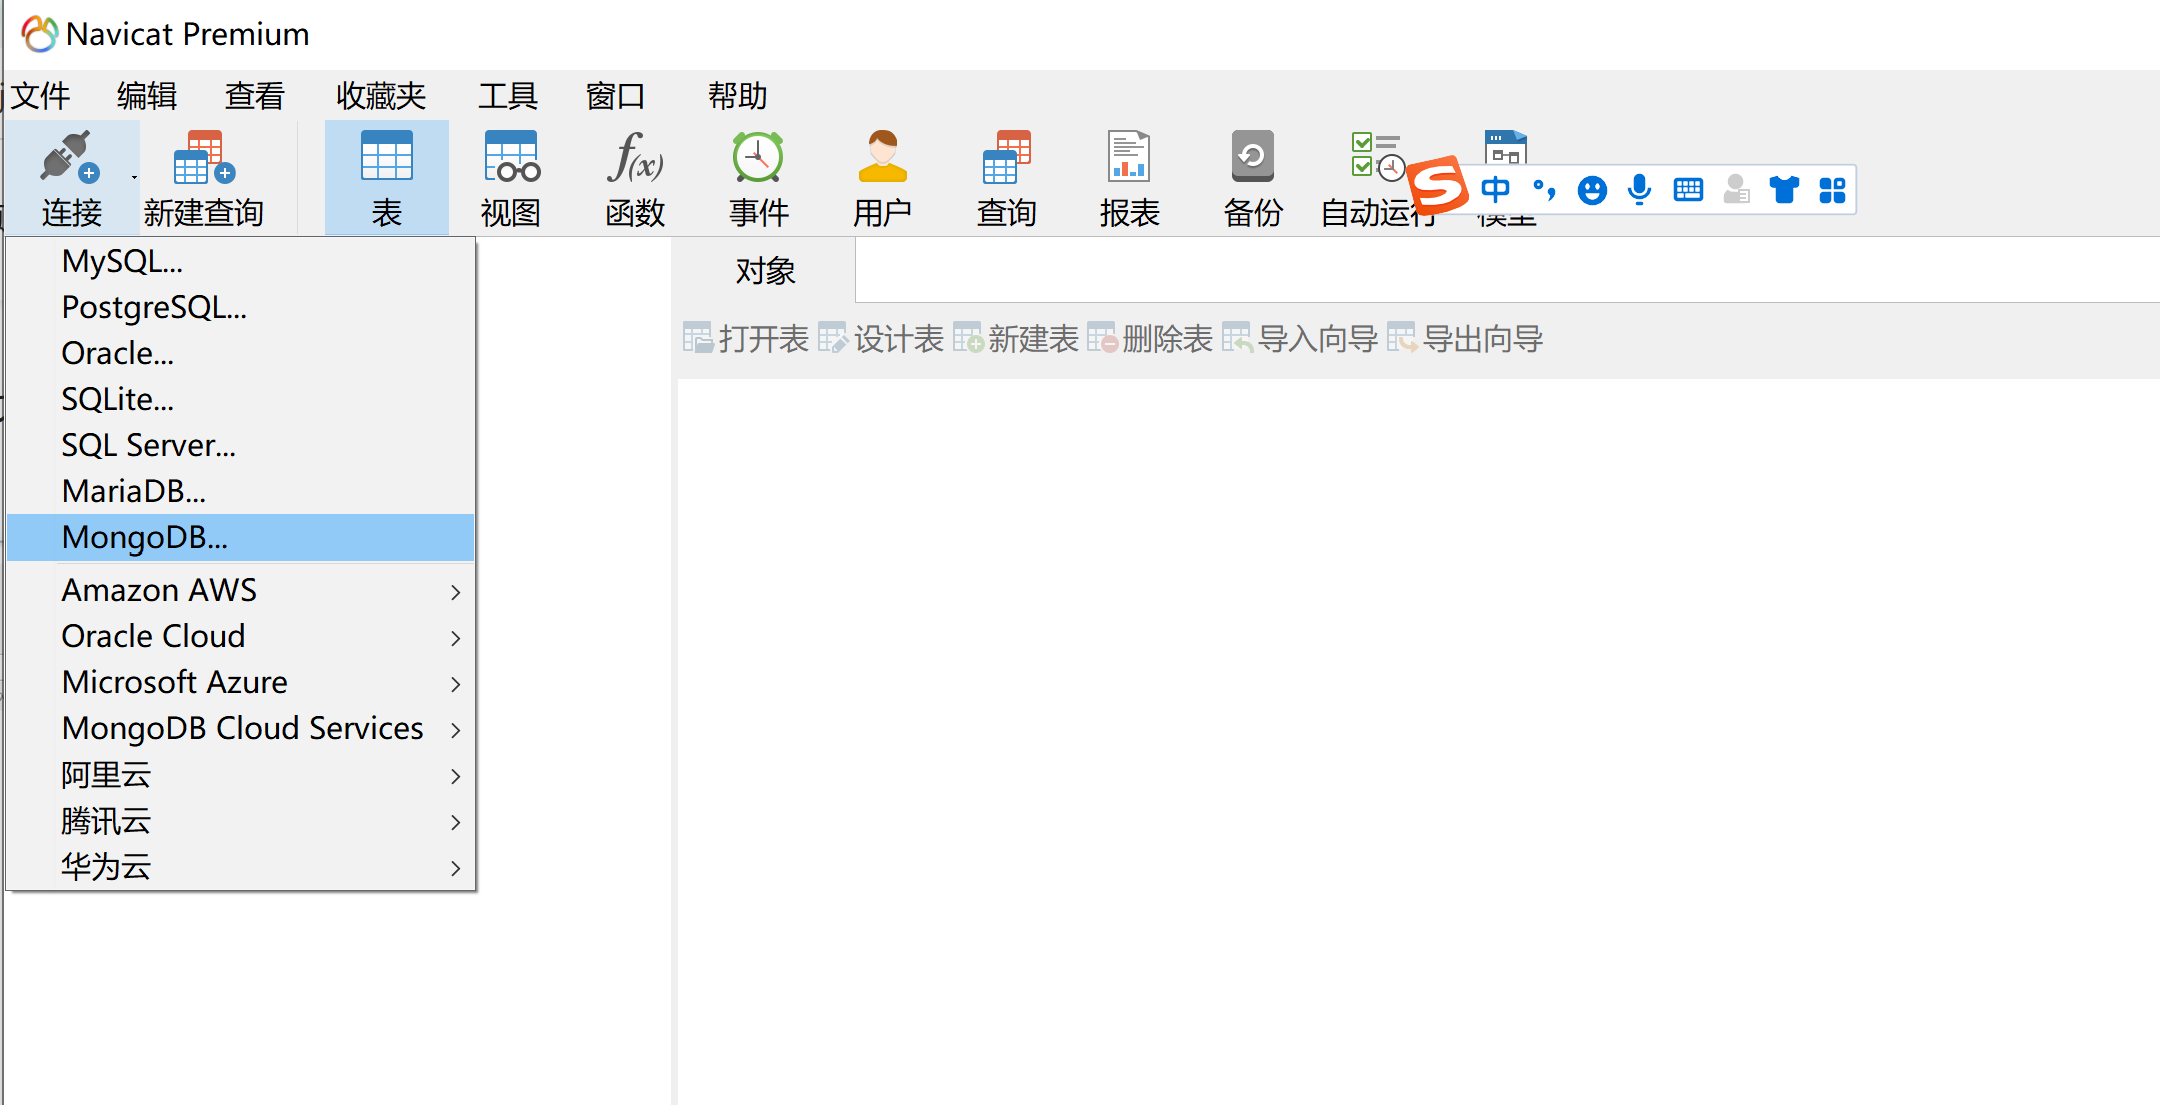 Navicat Premium
文件 编辑 查看 收藏夹 工具 窗口 帮助
连接 新建查询 表 视图 f(x) 函数 事件 用户 查询 报表 备份 自动运行 模型
中
MySQL...
PostgreSQL...
Oracle...
SQLite...
SQL Server...
MariaDB...
MongoDB...
Amazon AWS
Oracle Cloud
Microsoft Azure
MongoDB Cloud Services
阿里云
腾讯云
华为云
对象
打开表 设计表 新建表 删除表 导入向导 导出向导